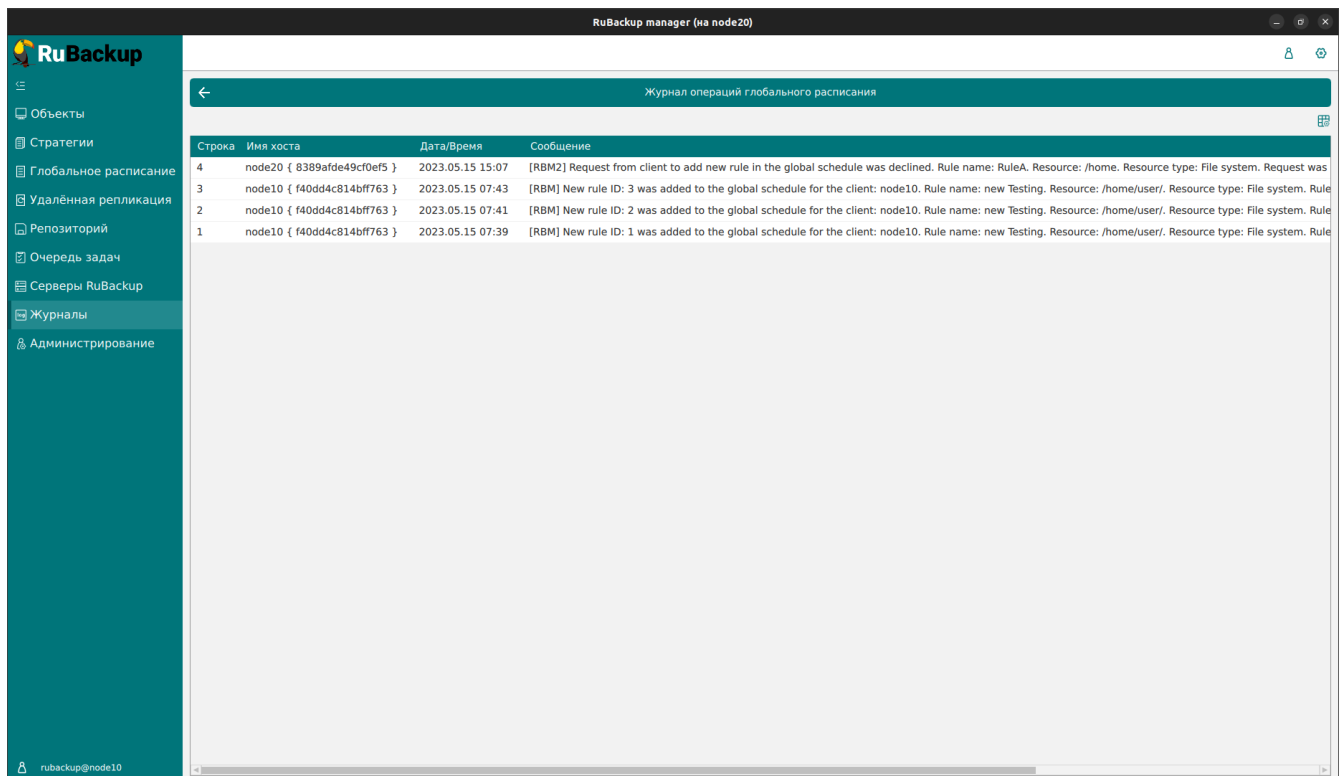 RuBackup manager (на node20)
RuBackup
Объекты
Стратегии
Глобальное расписание
Удалённая репликация
Репозиторий
Очередь задач
Серверы RuBackup
Журналы
Администрирование
rubackup@node10
Журнал операций глобального расписания
Строка Имя хоста Дата/Время Сообщение
4 node20 { 8389afde49cf0ef5 } 2023.05.15 15:07 [RBM2] Request from client to add new rule in the global schedule was declined. Rule name: RuleA. Resource: /home. Resource type: File system. Request was
3 node10 { f40dd4c814bff763 } 2023.05.15 07:43 [RBM] New rule ID: 3 was added to the global schedule for the client: node10. Rule name: new Testing. Resource: /home/user/. Resource type: File system. Rule
2 node10 { f40dd4c814bff763 } 2023.05.15 07:41 [RBM] New rule ID: 2 was added to the global schedule for the client: node10. Rule name: new Testing. Resource: /home/user/. Resource type: File system. Rule
1 node10 { f40dd4c814bff763 } 2023.05.15 07:39 [RBM] New rule ID: 1 was added to the global schedule for the client: node10. Rule name: new Testing. Resource: /home/user/. Resource type: File system. Rule